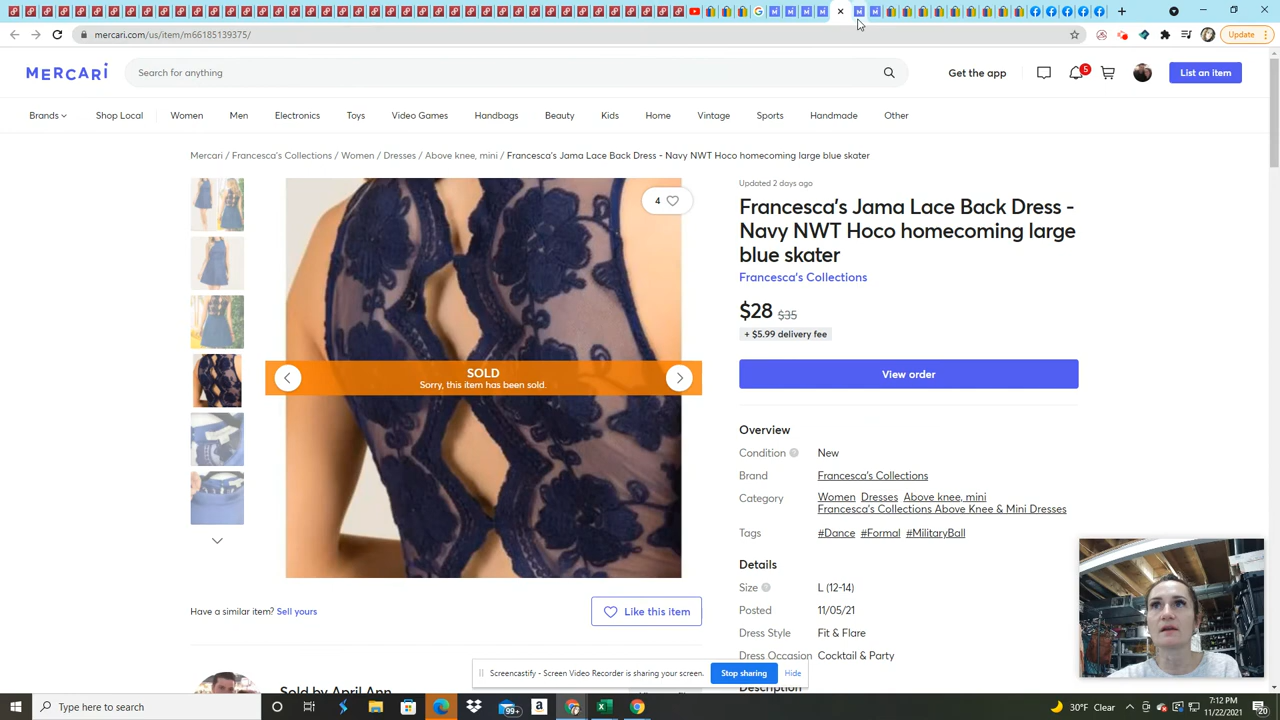 mercari.com/us/item/m66185139375/
Update
MERCARI
Search for anything
Get the app
5
List an item
Brands
Shop Local
Women
Men
Electronics
Toys
Video Games
Handbags
Beauty
Kids
Home
Vintage
Sports
Handmade
Other
Mercari / Francesca's Collections / Women / Dresses / Above knee, mini / Francesca's Jama Lace Back Dress - Navy NWT Hoco homecoming large blue skater
4
SOLD
Sorry, this item has been sold.
Updated 2 days ago
Francesca's Jama Lace Back Dress -
Navy NWT Hoco homecoming large
blue skater
Francesca's Collections
$28 $35
+ $5.99 delivery fee
View order
Overview
Condition ? New
Brand Francesca's Collections
Category Women Dresses Above knee, mini
Francesca's Collections Above Knee & Mini Dresses
Tags #Dance #Formal #MilitaryBall
Details
Size ? L (12-14)
Posted 11/05/21
Dress Style Fit & Flare
Dress Occasion Cocktail & Party
Description
Have a similar item? Sell yours
Like this item
Sold by April Ann
Screencastify - Screen Video Recorder is sharing your screen.
Stop sharing
Hide
Type here to search
99+
30°F Clear
7:12 PM
11/22/2021
20